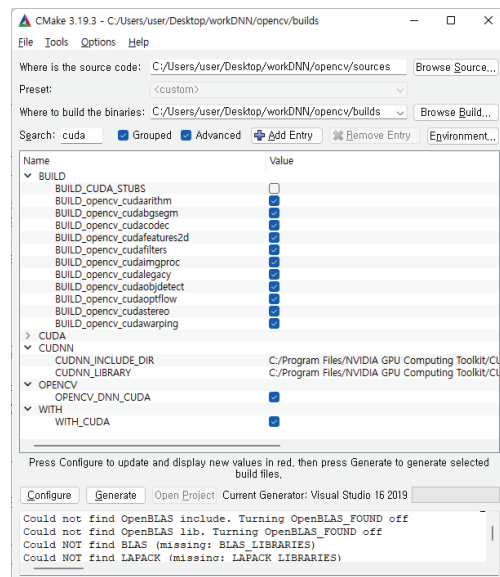 CMake 3.19.3 - C:/Users/user/Desktop/workDNN/opencv/builds
File Tools Options Help
Where is the source code: C:/Users/user/Desktop/workDNN/opencv/sources Browse Source...
Preset: <custom>
Where to build the binaries: C:/Users/user/Desktop/workDNN/opencv/builds Browse Build...
Search: cuda Grouped Advanced Add Entry Remove Entry Environment...
Name Value
BUILD
BUILD_CUDA_STUBS
BUILD_opencv_cudaarithm
BUILD_opencv_cudabgsegm
BUILD_opencv_cudacodec
BUILD_opencv_cudafeatures2d
BUILD_opencv_cudafilters
BUILD_opencv_cudaimgproc
BUILD_opencv_cudalegacy
BUILD_opencv_cudaobjdetect
BUILD_opencv_cudaoptflow
BUILD_opencv_cudastereo
BUILD_opencv_cudawarping
CUDA
CUDNN
CUDNN_INCLUDE_DIR C:/Program Files/NVIDIA GPU Computing Toolkit/CU
CUDNN_LIBRARY C:/Program Files/NVIDIA GPU Computing Toolkit/CU
OPENCV
OPENCV_DNN_CUDA
WITH
WITH_CUDA
Press Configure to update and display new values in red, then press Generate to generate selected
build files.
Configure Generate Open Project Current Generator: Visual Studio 16 2019
Could not find OpenBLAS include. Turning OpenBLAS_FOUND off
Could not find OpenBLAS lib. Turning OpenBLAS_FOUND off
Could NOT find BLAS (missing: BLAS_LIBRARIES)
Could NOT find LAPACK (missing: LAPACK_LIBRARIES)